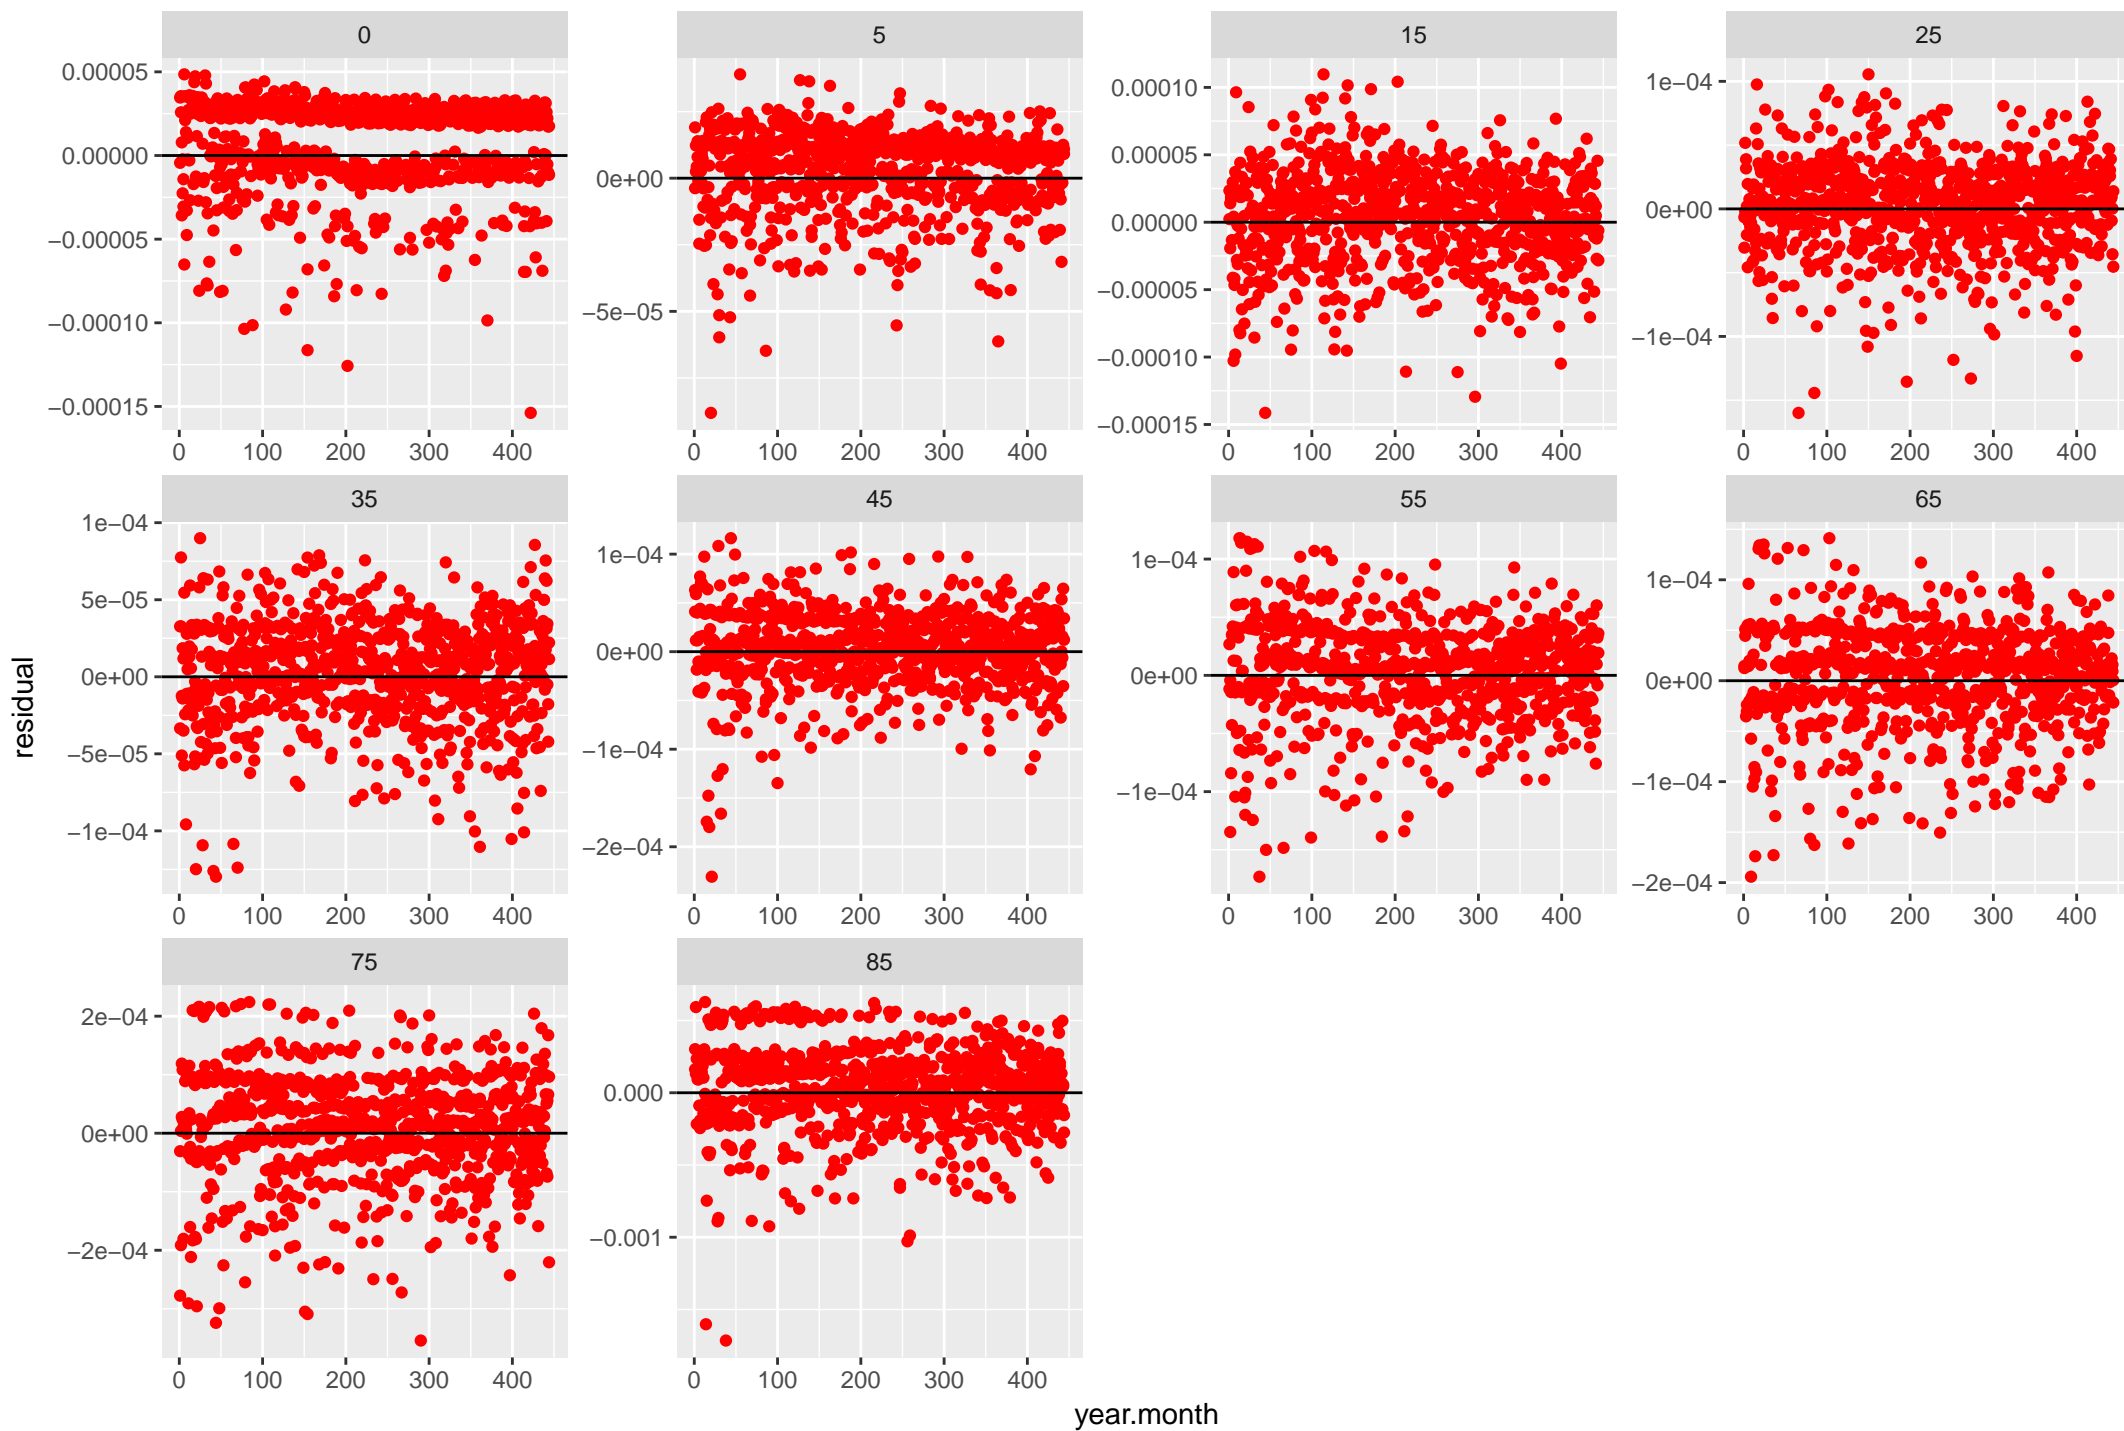 0 5 15 25
0.00005
0.00000
−0.00005
−0.00010
−0.00015
0e+00
−5e−05
0.00010
0.00005
0.00000
−0.00005
−0.00010
−0.00015
1e−04
0e+00
−1e−04
0 100 200 300 400 0 100 200 300 400 0 100 200 300 400 0 100 200 300 400
35 45 55 65
1e−04
5e−05
0e+00
−5e−05
−1e−04
1e−04
0e+00
−1e−04
−2e−04
1e−04
0e+00
−1e−04
1e−04
0e+00
−1e−04
−2e−04
0 100 200 300 400 0 100 200 300 400 0 100 200 300 400 0 100 200 300 400
75 85
2e−04
0e+00
−2e−04
0.000
−0.001
0 100 200 300 400 0 100 200 300 400
residual
year.month